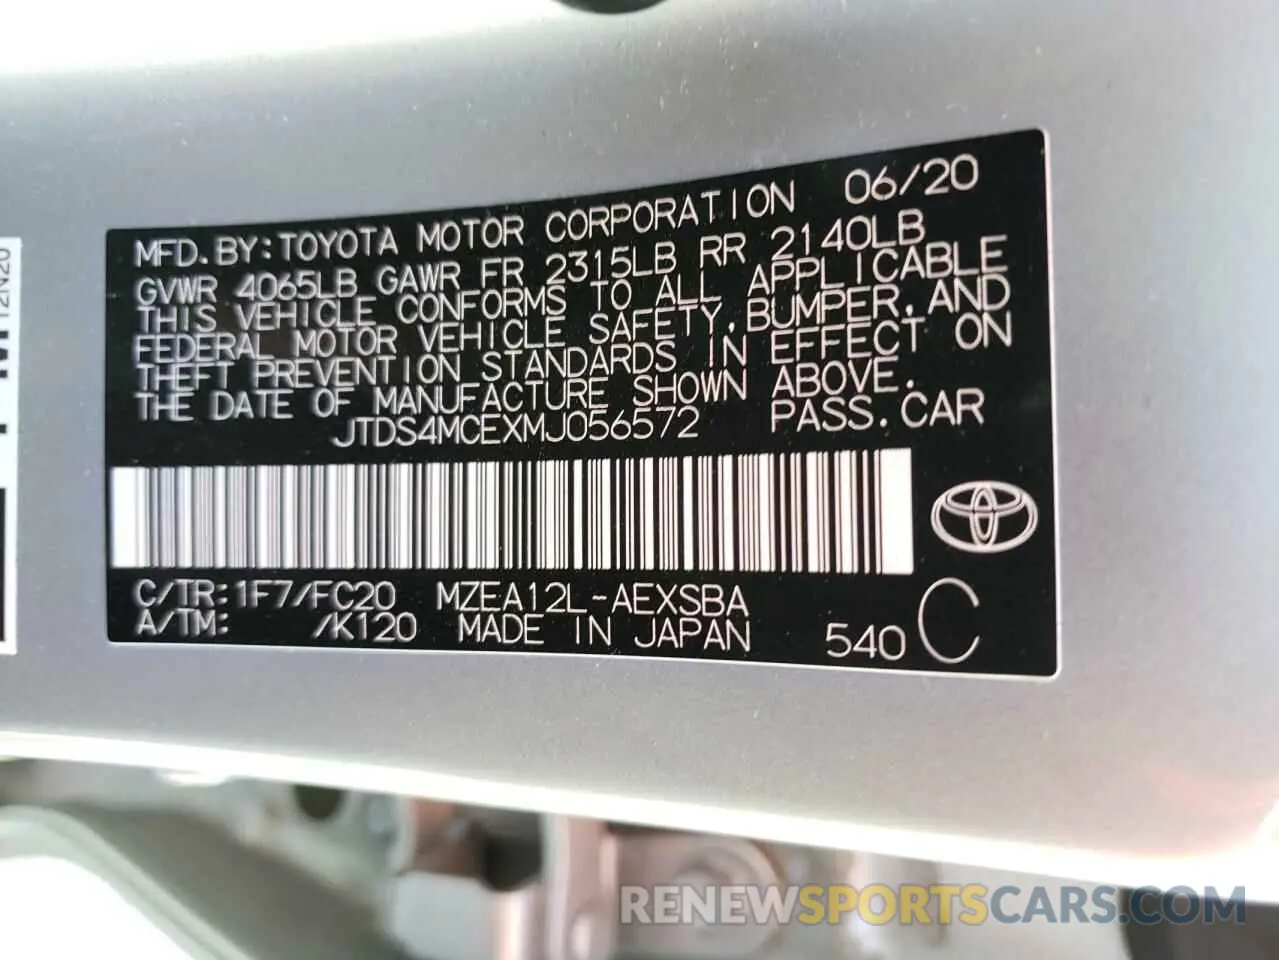 MFD. BY: TOYOTA MOTOR CORPORATION 06/20
GVWR 4065LB GAWR FR 2315LB RR 2140LB
THIS VEHICLE CONFORMS TO ALL APPLICABLE
FEDERAL MOTOR VEHICLE SAFETY, BUMPER, AND
THEFT PREVENTION STANDARDS IN EFFECT ON
THE DATE OF MANUFACTURE SHOWN ABOVE.
JTDS4MCEXMJ056572 PASS. CAR
C/TR: 1F7/FC20 MZEA12L-AEXSBA
A/TM: /K120 MADE IN JAPAN 540 C
12N20
RENEWSPORTSCARS.COM